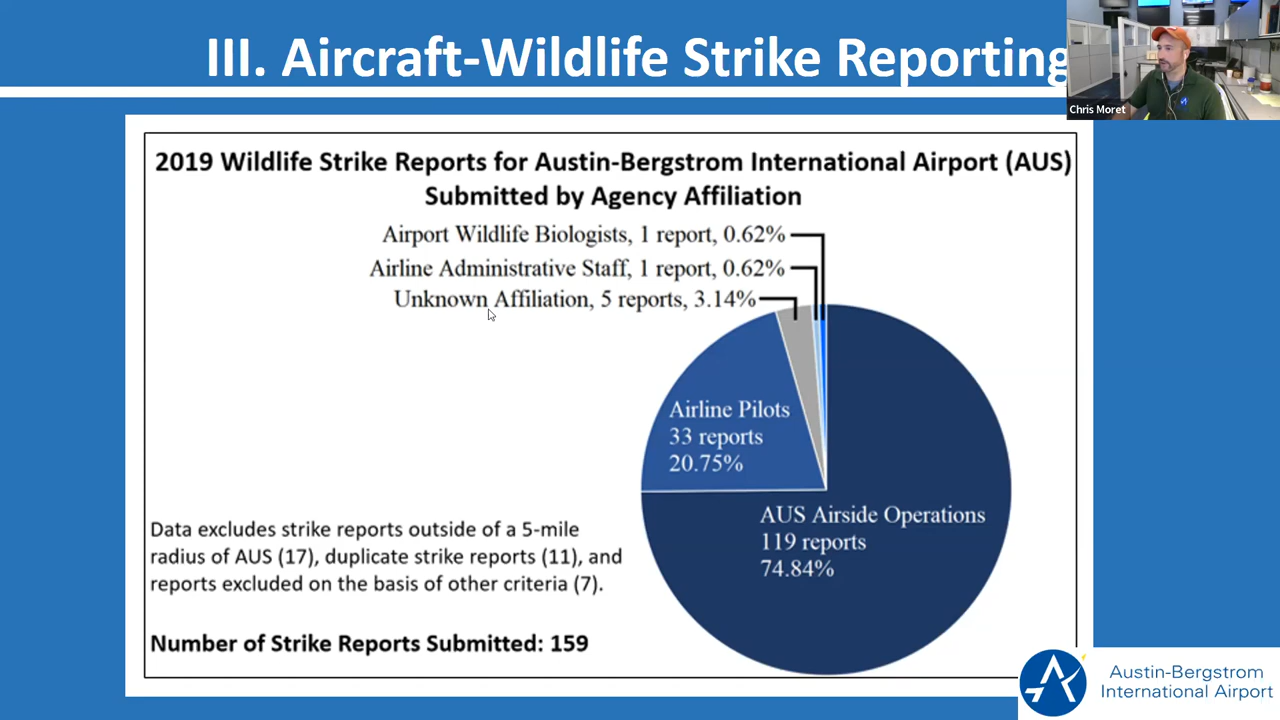 III. Aircraft-Wildlife Strike Reporting
Chris Moret
2019 Wildlife Strike Reports for Austin-Bergstrom International Airport (AUS)
Submitted by Agency Affiliation
Airport Wildlife Biologists, 1 report, 0.62%
Airline Administrative Staff, 1 report, 0.62%
Unknown Affiliation, 5 reports, 3.14%
Airline Pilots
33 reports
20.75%
AUS Airside Operations
119 reports
74.84%
Data excludes strike reports outside of a 5-mile
radius of AUS (17), duplicate strike reports (11), and
reports excluded on the basis of other criteria (7).
Number of Strike Reports Submitted: 159
Austin-Bergstrom
International Airport